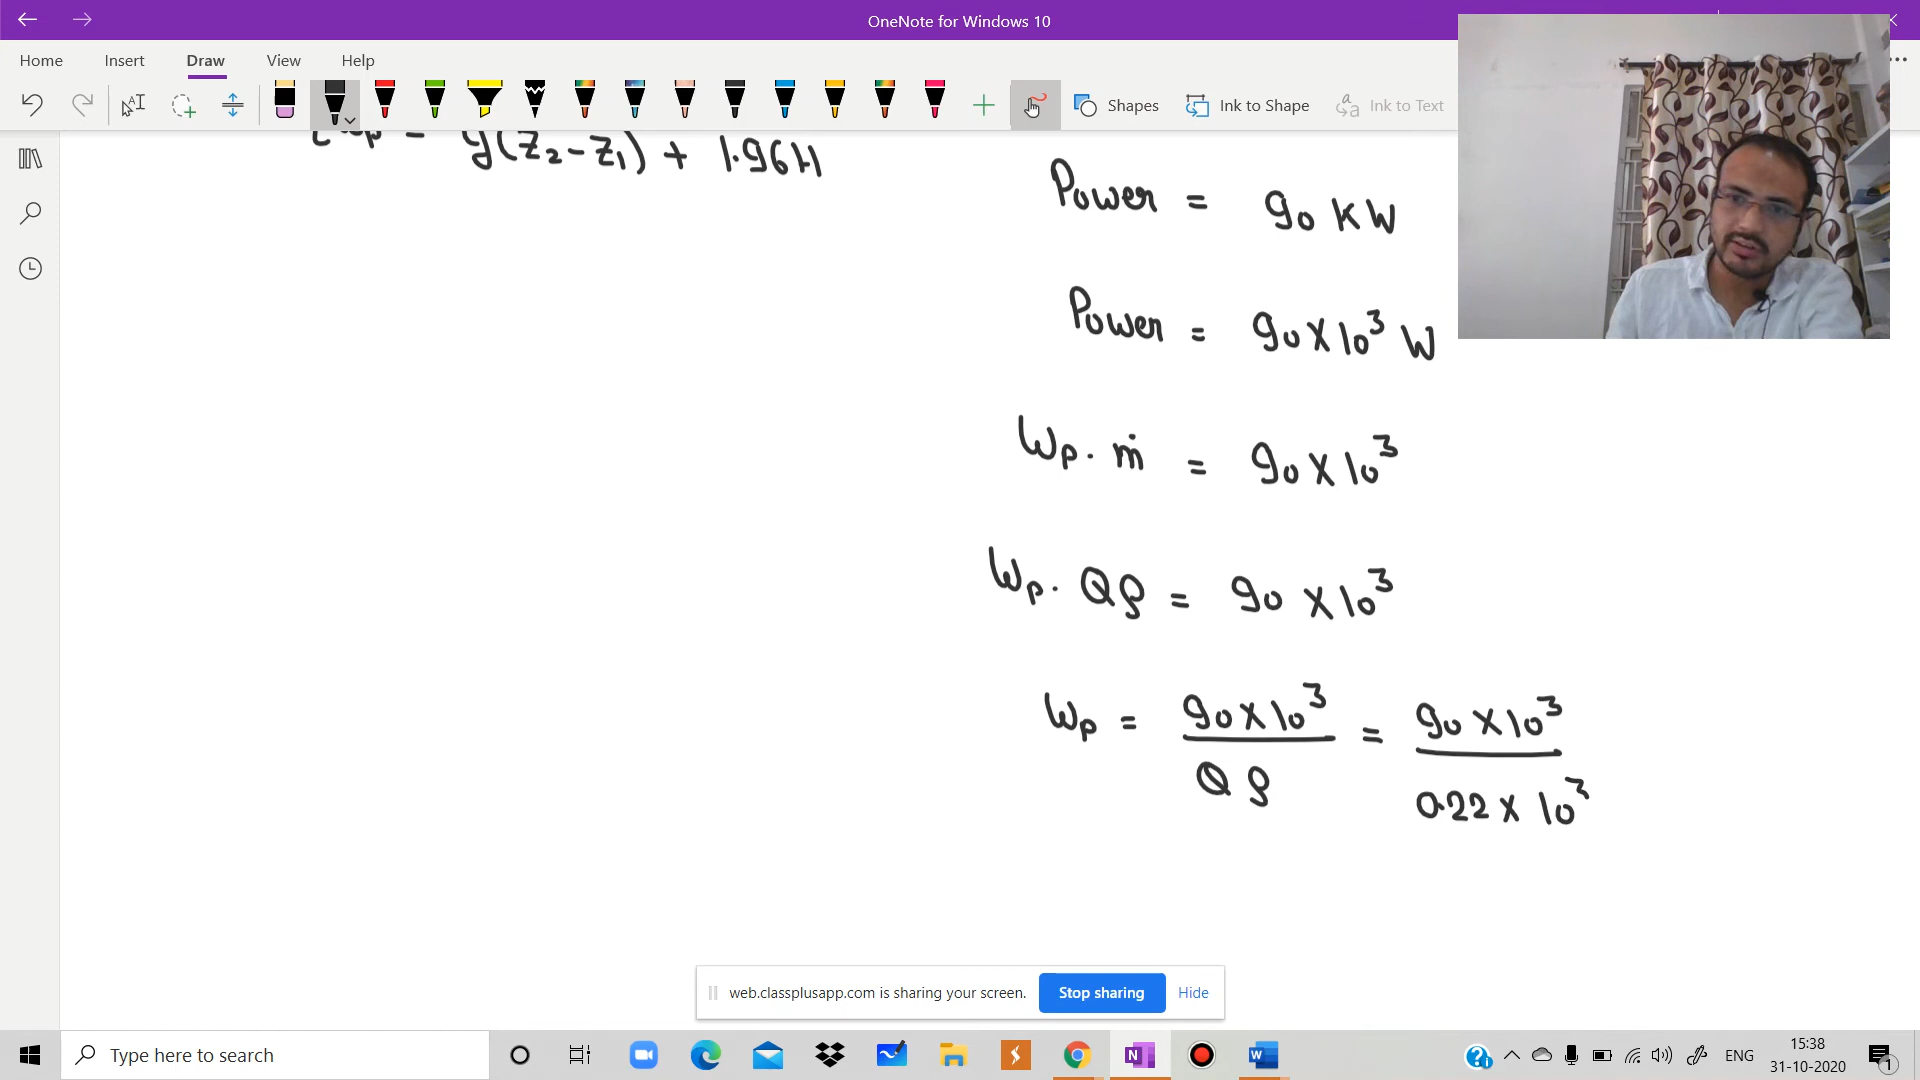 OneNote for Windows 10
Home Insert Draw View Help
Shapes Ink to Shape Ink to Text
g(z₂-z₁) + 1.96H
Power = 90 KW
Power = 90×10³ W
Wp. ṁ = 90×10³
Wp. Qρ = 90 ×10³
Wp = 90×10³ / Qρ = 90×10³ / 0.22 × 10³
web.classplusapp.com is sharing your screen. Stop sharing Hide
Type here to search
ENG
15:38
31-10-2020
1